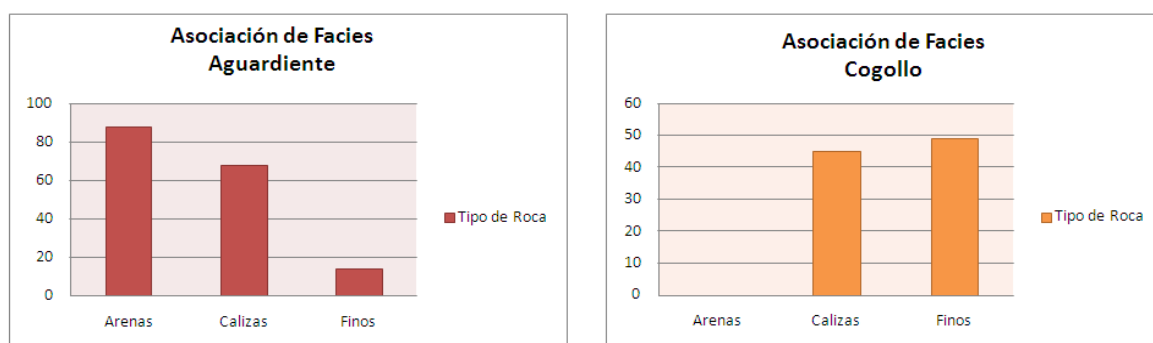 Asociación de Facies
Aguardiente
100
80
60
40
20
0
Arenas
Calizas
Finos
Tipo de Roca
Asociación de Facies
Cogollo
60
50
40
30
20
10
0
Arenas
Calizas
Finos
Tipo de Roca